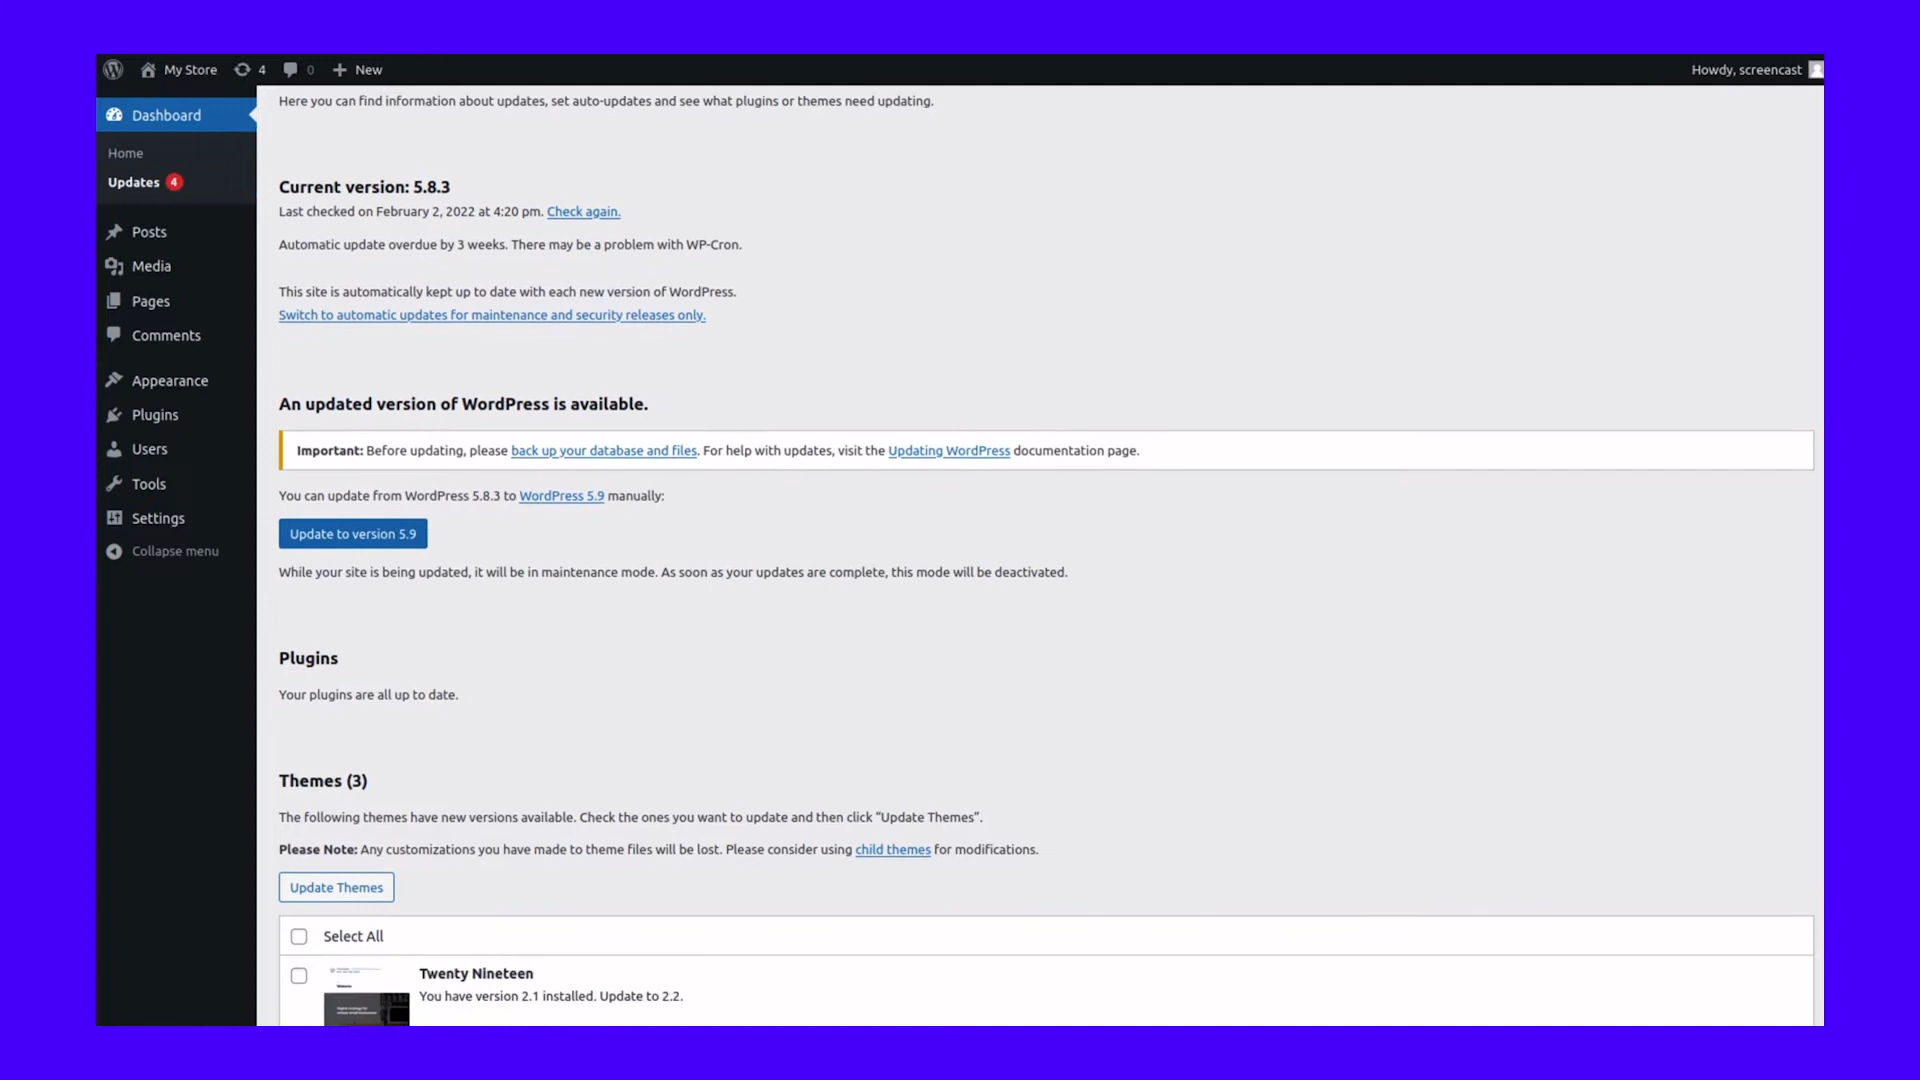 My Store 4 0 New Howdy, screencast
Dashboard
Home
Updates 4
Posts
Media
Pages
Comments
Appearance
Plugins
Users
Tools
Settings
Collapse menu
Here you can find information about updates, set auto-updates and see what plugins or themes need updating.
Current version: 5.8.3
Last checked on February 2, 2022 at 4:20 pm. Check again.
Automatic update overdue by 3 weeks. There may be a problem with WP-Cron.
This site is automatically kept up to date with each new version of WordPress.
Switch to automatic updates for maintenance and security releases only.
An updated version of WordPress is available.
Important: Before updating, please back up your database and files. For help with updates, visit the Updating WordPress documentation page.
You can update from WordPress 5.8.3 to WordPress 5.9 manually:
Update to version 5.9
While your site is being updated, it will be in maintenance mode. As soon as your updates are complete, this mode will be deactivated.
Plugins
Your plugins are all up to date.
Themes (3)
The following themes have new versions available. Check the ones you want to update and then click “Update Themes”.
Please Note: Any customizations you have made to theme files will be lost. Please consider using child themes for modifications.
Update Themes
Select All
Twenty Nineteen
You have version 2.1 installed. Update to 2.2.